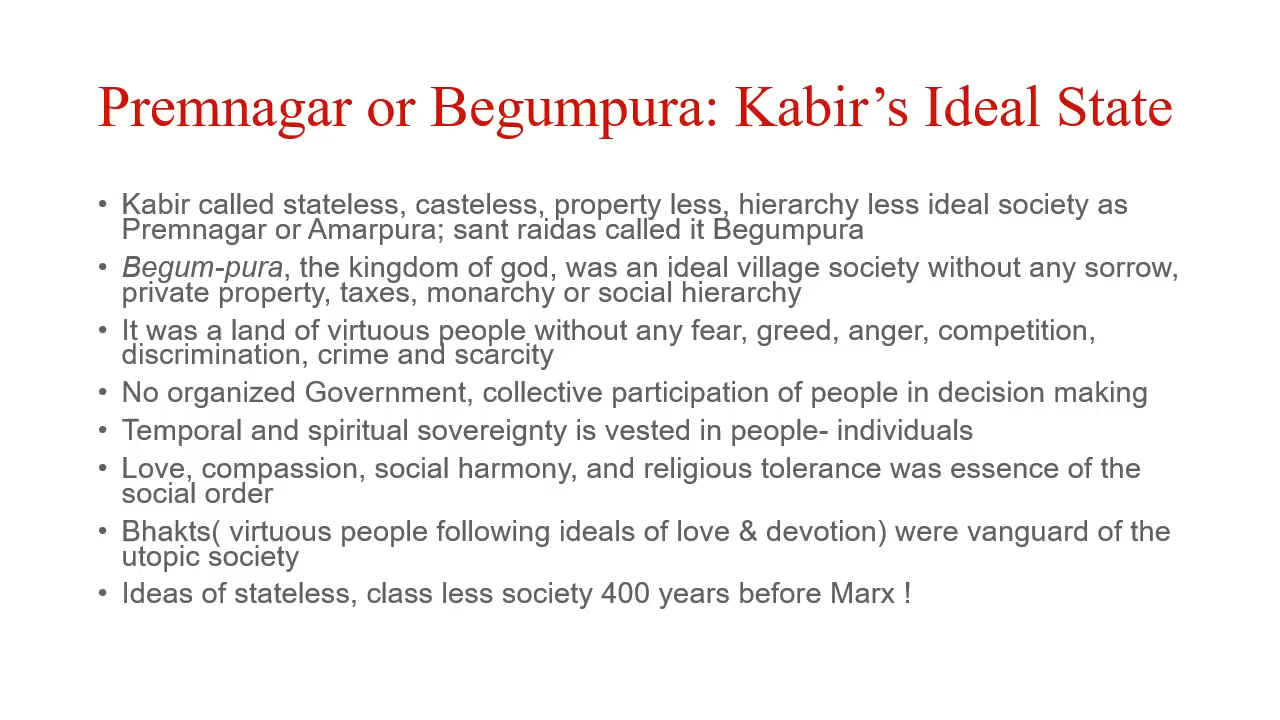 Premnagar or Begumpura: Kabir’s Ideal State
• Kabir called stateless, casteless, property less, hierarchy less ideal society as
Premnagar or Amarpura; sant raidas called it Begumpura
• Begum-pura, the kingdom of god, was an ideal village society without any sorrow,
private property, taxes, monarchy or social hierarchy
• It was a land of virtuous people without any fear, greed, anger, competition,
discrimination, crime and scarcity
• No organized Government, collective participation of people in decision making
• Temporal and spiritual sovereignty is vested in people- individuals
• Love, compassion, social harmony, and religious tolerance was essence of the
social order
• Bhakts( virtuous people following ideals of love & devotion) were vanguard of the
utopic society
• Ideas of stateless, class less society 400 years before Marx !